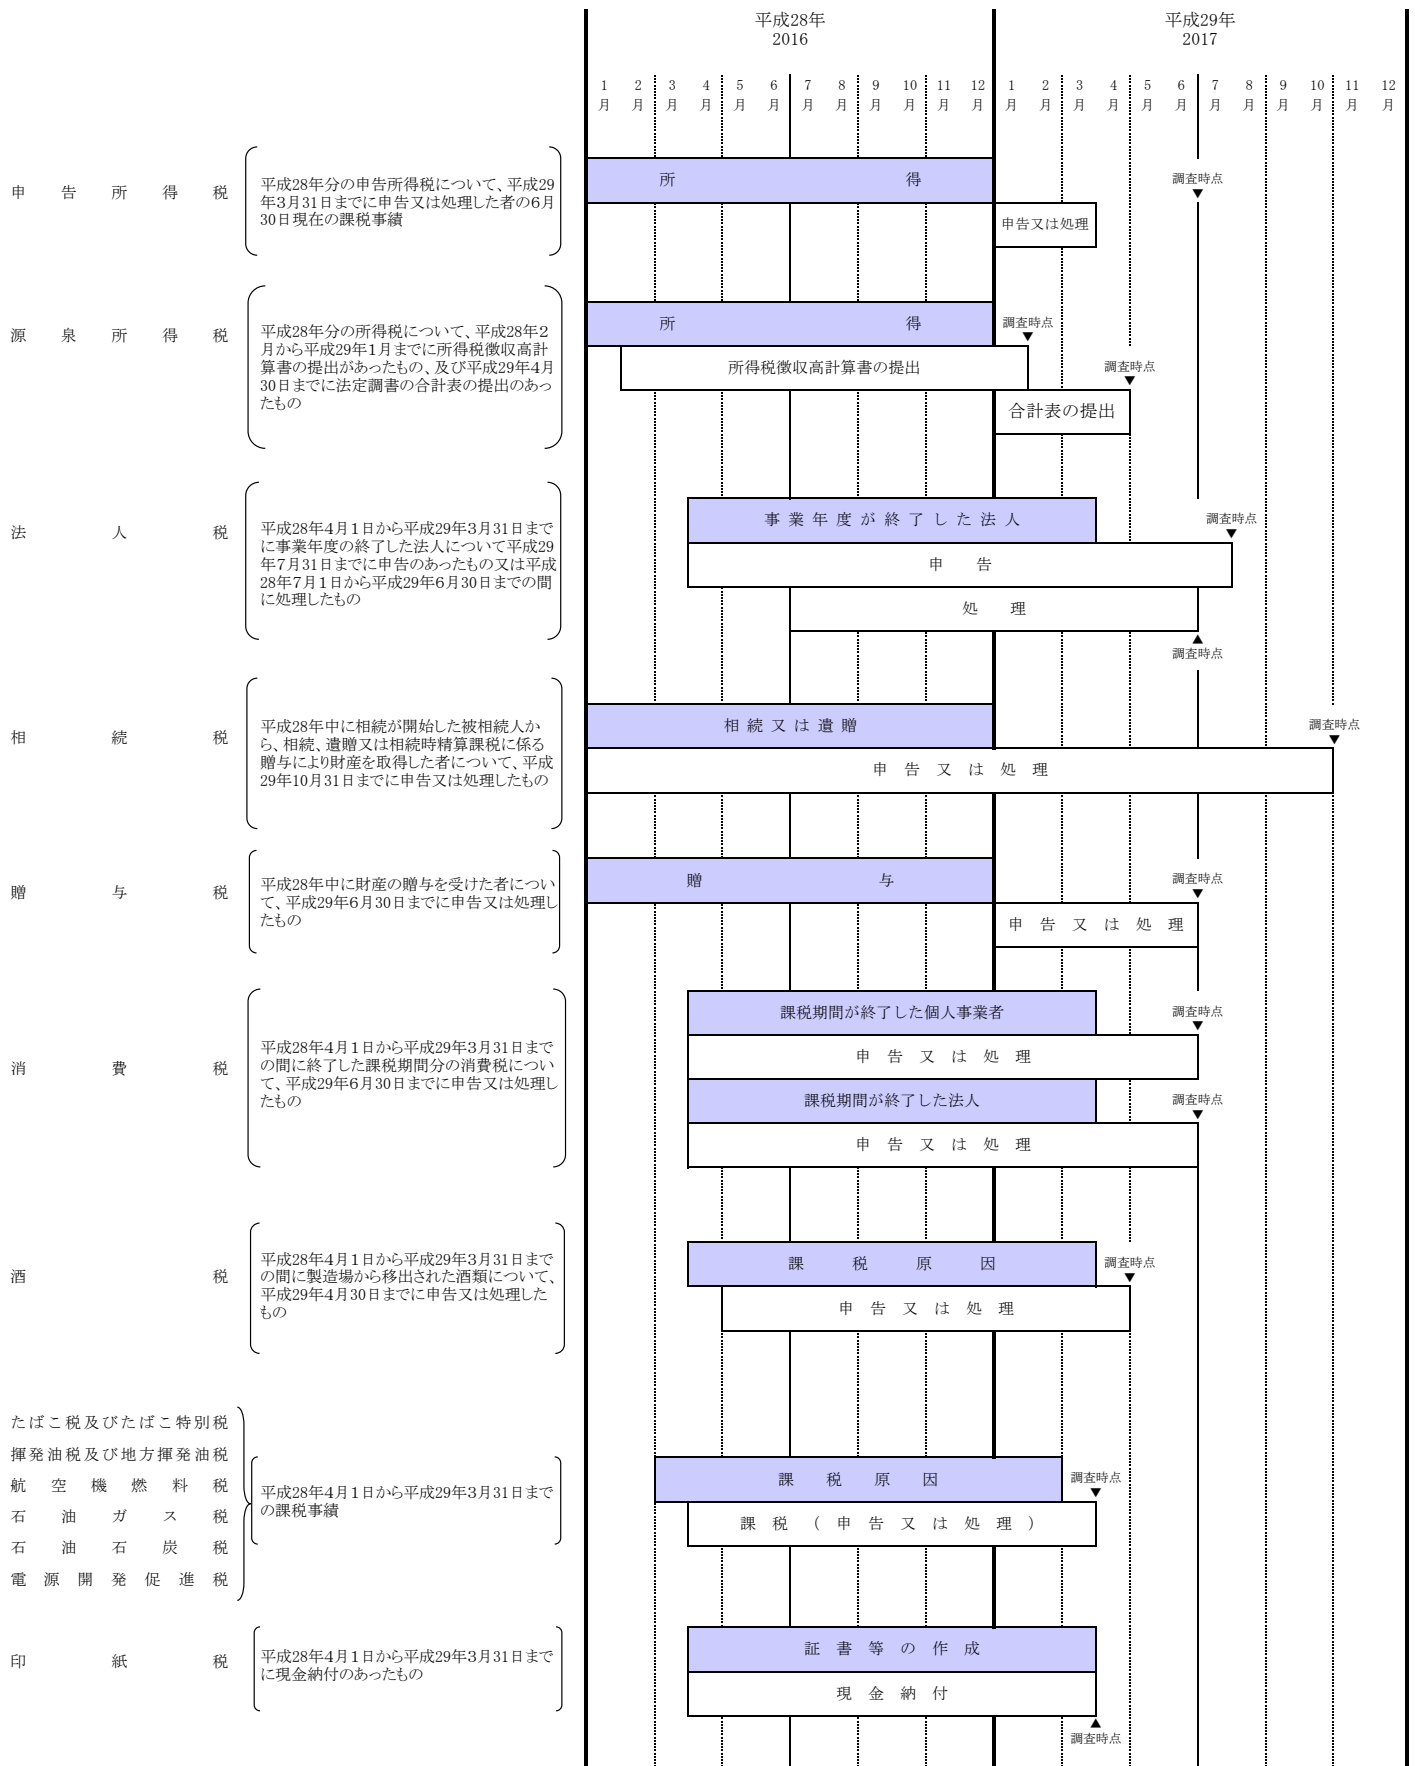 平成28年
2016
平成29年
2017
1 2 3 4 5 6 7 8 9 10 11 12 1 2 3 4 5 6 7 8 9 10 11 12
月 月 月 月 月 月 月 月 月 月 月 月 月 月 月 月 月 月 月 月 月 月 月 月
申告所得税
平成28年分の申告所得税について、平成29
年3月31日までに申告又は処理した者の6月
30日現在の課税事績
所得
調査時点
▼
申告又は処理
源泉所得税
平成28年分の所得税について、平成28年2
月から平成29年1月までに所得税徴収高計
算書の提出があったもの、及び平成29年4月
30日までに法定調書の合計表の提出のあっ
たもの
所得
調査時点
▼
所得税徴収高計算書の提出
調査時点
▼
合計表の提出
法人税
平成28年4月1日から平成29年3月31日まで
に事業年度の終了した法人について平成29
年7月31日までに申告のあったもの又は平成
28年7月1日から平成29年6月30日までの間
に処理したもの
事業年度が終了した法人
調査時点
▼
申告
処理
▲
調査時点
相続税
平成28年中に相続が開始した被相続人か
ら、相続、遺贈又は相続時精算課税に係る
贈与により財産を取得した者について、平成
29年10月31日までに申告又は処理したもの
相続又は遺贈
調査時点
▼
申告又は処理
贈与税
平成28年中に財産の贈与を受けた者につい
て、平成29年6月30日までに申告又は処理し
たもの
贈与
調査時点
▼
申告又は処理
消費税
平成28年4月1日から平成29年3月31日まで
の間に終了した課税期間分の消費税につい
て、平成29年6月30日までに申告又は処理し
たもの
課税期間が終了した個人事業者
調査時点
▼
申告又は処理
課税期間が終了した法人
調査時点
▼
申告又は処理
酒税
平成28年4月1日から平成29年3月31日まで
の間に製造場から移出された酒類について、
平成29年4月30日までに申告又は処理した
もの
課税原因
調査時点
▼
申告又は処理
たばこ税及びたばこ特別税
揮発油税及び地方揮発油税
航空機燃料税
石油ガス税
石油石炭税
電源開発促進税
平成28年4月1日から平成29年3月31日まで
の課税事績
課税原因
調査時点
▼
課税(申告又は処理)
印紙税
平成28年4月1日から平成29年3月31日まで
に現金納付のあったもの
証書等の作成
現金納付
▲
調査時点